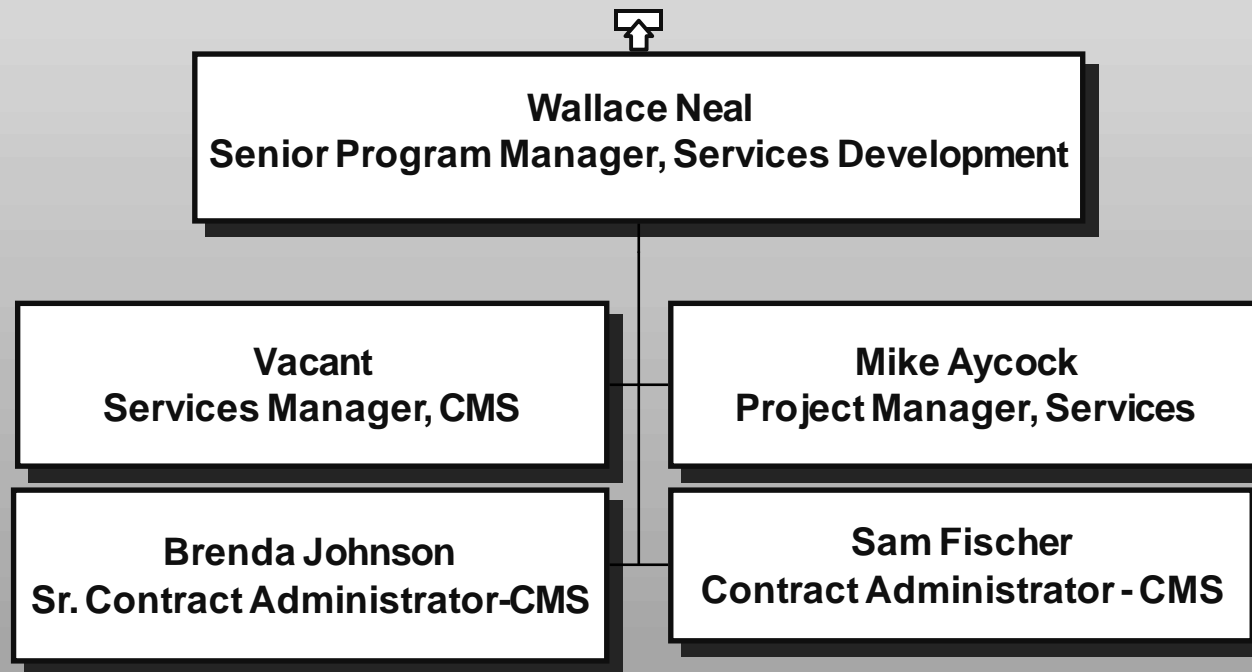 Wallace Neal
Senior Program Manager, Services Development
Vacant
Services Manager, CMS
Mike Aycock
Project Manager, Services
Brenda Johnson
Sr. Contract Administrator-CMS
Sam Fischer
Contract Administrator - CMS